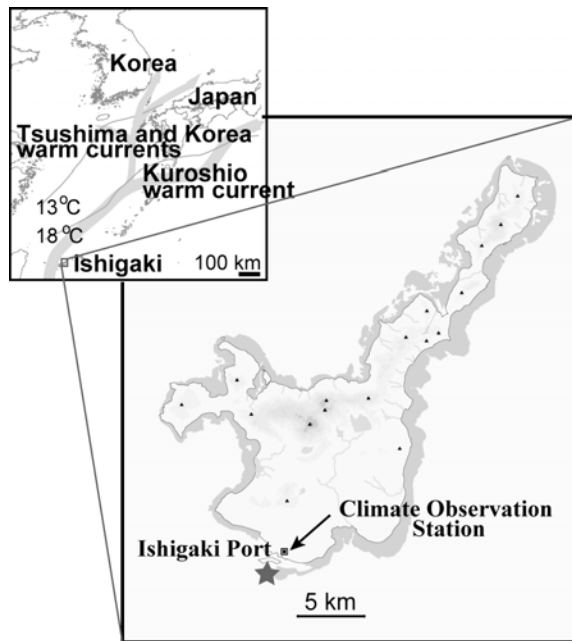 Korea
Japan
Tsushima and Korea
warm currents
Kuroshio
warm current
13°C
18°C
Ishigaki
100 km
Climate Observation
Station
Ishigaki Port
5 km